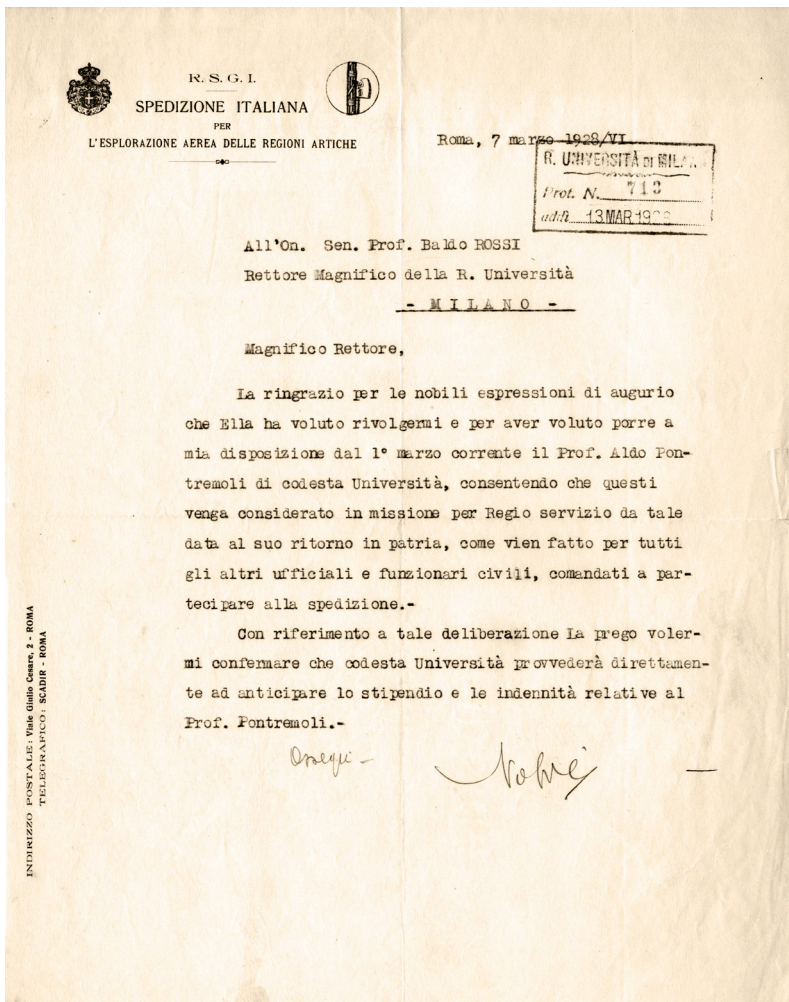 R. S. G. I.
SPEDIZIONE ITALIANA
PER
L'ESPLORAZIONE AEREA DELLE REGIONI ARTICHE
Roma, 7 marzo 1928/VI
R. UNIVERSITÀ DI MILA
Prot. N. 713
addì 13 MAR 19
All'On. Sen. Prof. Baldo ROSSI
Rettore Magnifico della R. Università
- M I L A N O -
Magnifico Rettore,
La ringrazio per le nobili espressioni di augurio
che Ella ha voluto rivolgermi e per aver voluto porre a
mia disposizione dal 1° marzo corrente il Prof. Aldo Pon-
tremoli di codesta Università, consentendo che questi
venga considerato in missione per Regio servizio da tale
data al suo ritorno in patria, come vien fatto per tutti
gli altri ufficiali e funzionari civili, comandati a par-
tecipare alla spedizione.-
Con riferimento a tale deliberazione La prego voler-
mi confermare che codesta Università provvederà direttamen-
te ad anticipare lo stipendio e le indennità relative al
Prof. Pontremoli.-
Ossequi -
Nobile
INDIRIZZO POSTALE: Viale Giulio Cesare, 2 - ROMA
TELEGRAFICO: SCADIR - ROMA